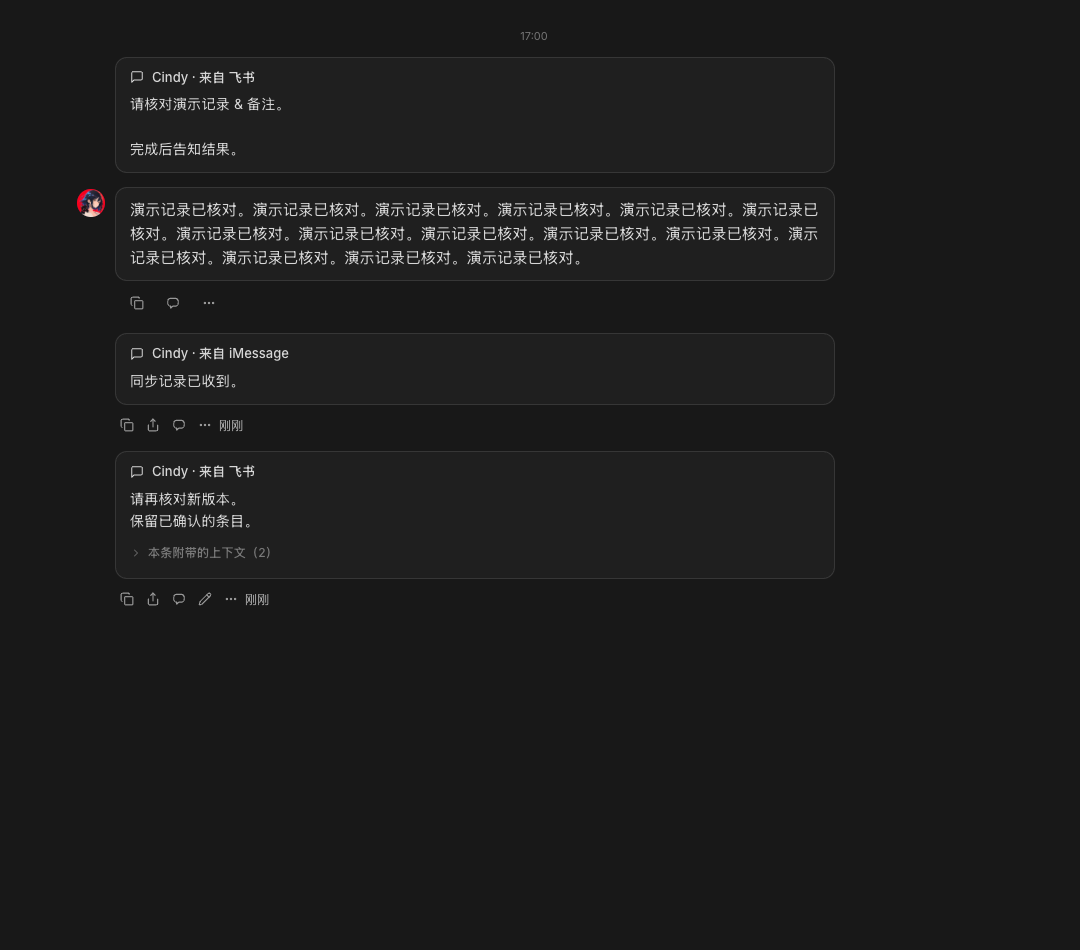 17:00
Cindy · 来自 飞书
请核对演示记录 & 备注。
完成后告知结果。
演示记录已核对。演示记录已核对。演示记录已核对。演示记录已核对。演示记录已核对。演示记录已
核对。演示记录已核对。演示记录已核对。演示记录已核对。演示记录已核对。演示记录已核对。演示
记录已核对。演示记录已核对。演示记录已核对。演示记录已核对。
Cindy · 来自 iMessage
同步记录已收到。
刚刚
Cindy · 来自 飞书
请再核对新版本。
保留已确认的条目。
本条附带的上下文（2）
刚刚